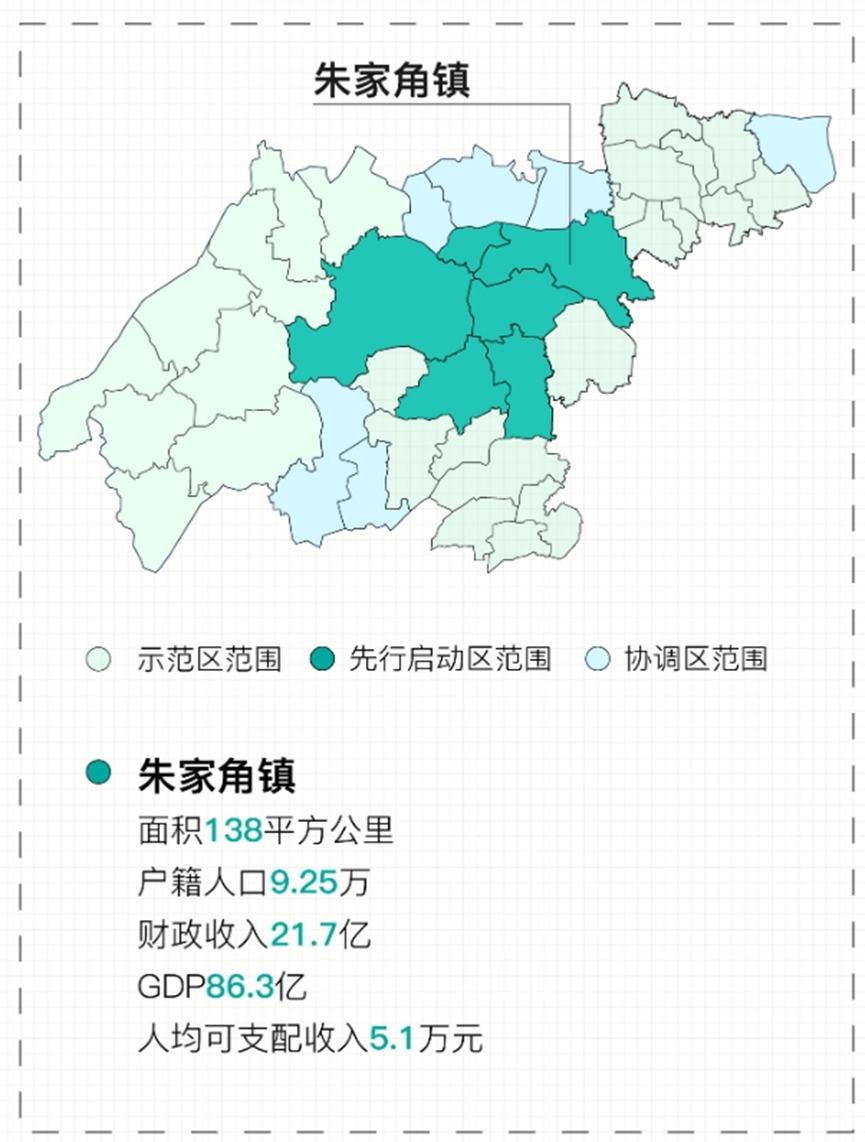 朱家角镇
示范区范围 先行启动区范围 协调区范围
朱家角镇
面积138平方公里
户籍人口9.25万
财政收入21.7亿
GDP86.3亿
人均可支配收入5.1万元